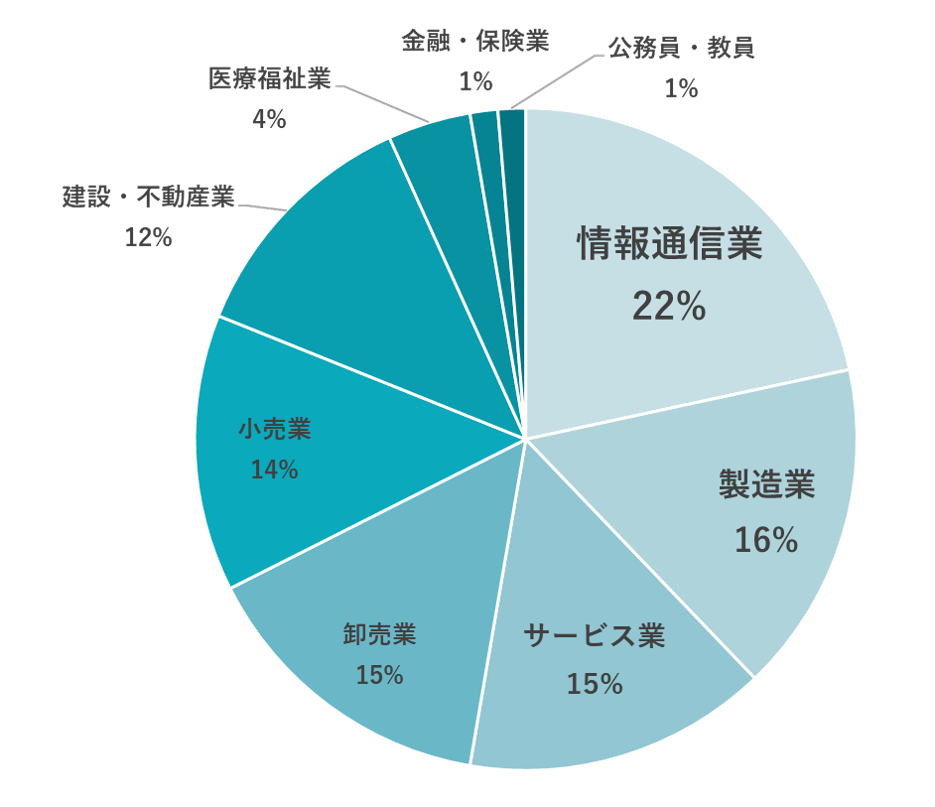 金融・保険業
1%
公務員・教員
1%
医療福祉業
4%
建設・不動産業
12%
情報通信業
22%
小売業
14%
製造業
16%
卸売業
15%
サービス業
15%